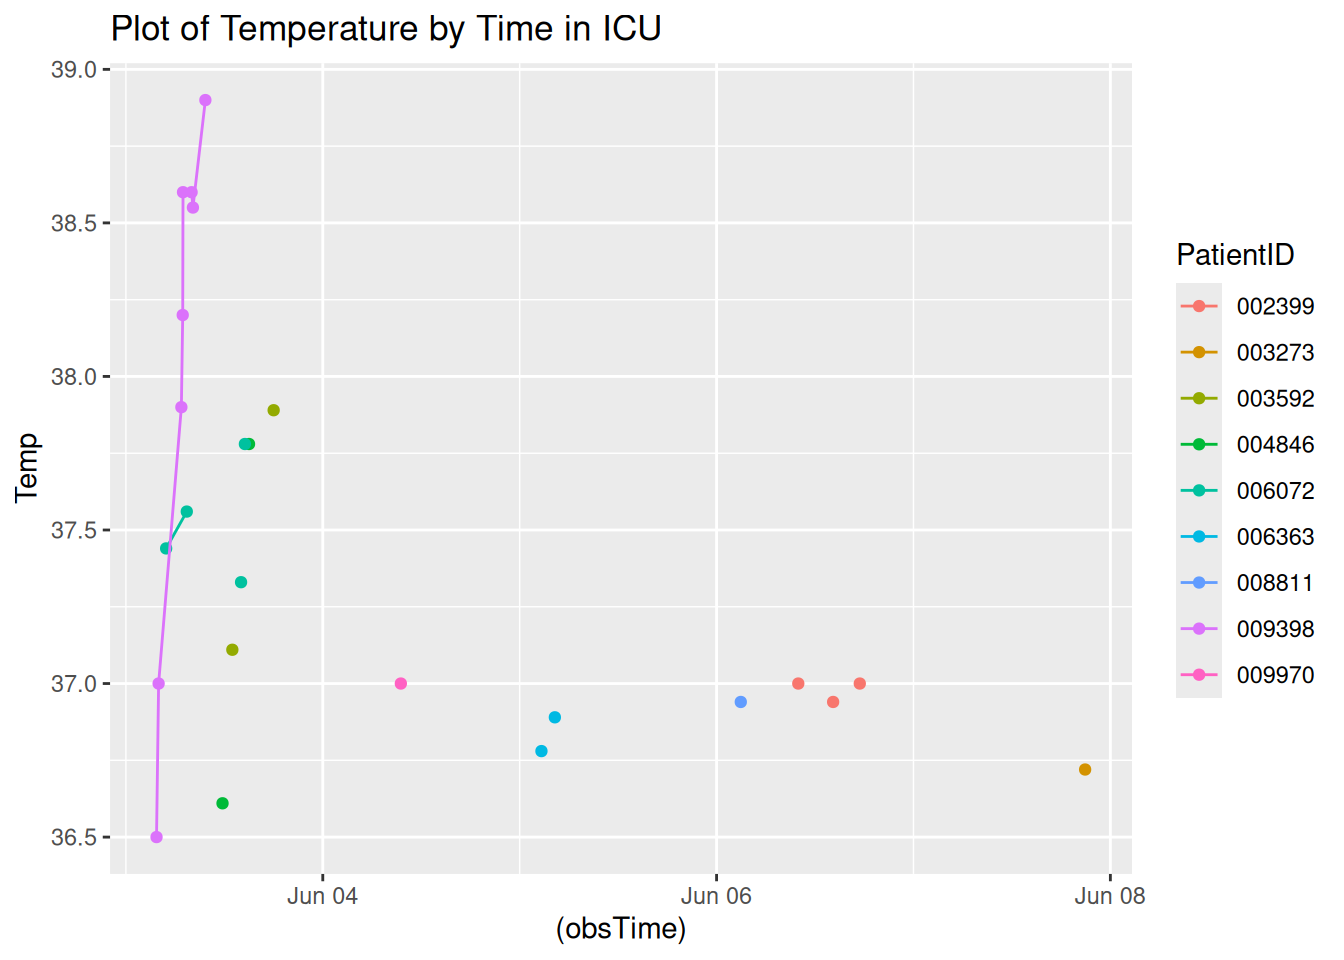 Plot of Temperature by Time in ICU
39.0
38.5
38.0
37.5
37.0
36.5
Temp
Jun 04
Jun 06
Jun 08
(obsTime)
PatientID
002399
003273
003592
004846
006072
006363
008811
009398
009970